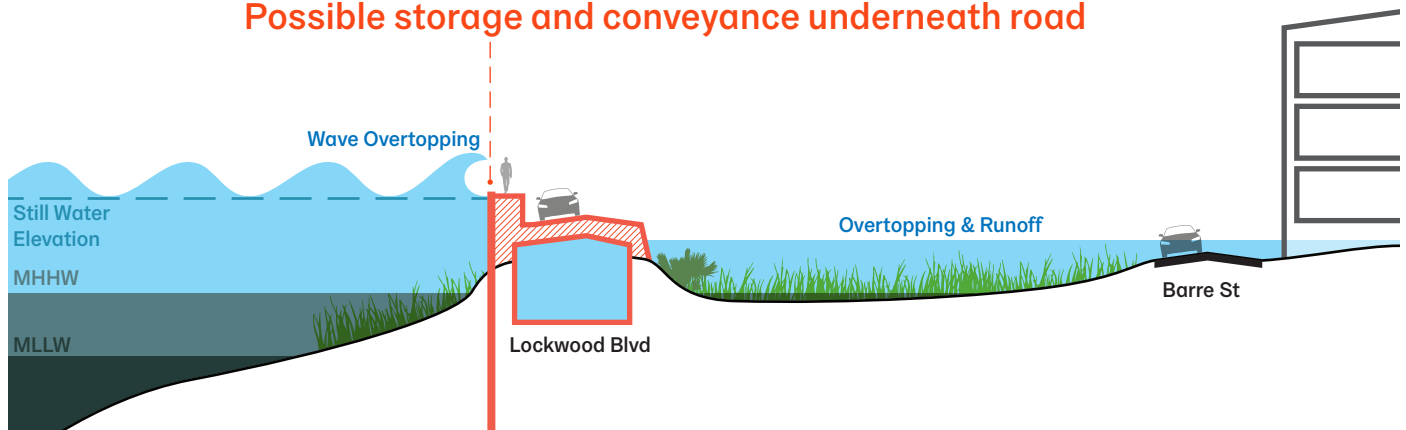 Possible storage and conveyance underneath road
Wave Overtopping
Still Water
Elevation
Overtopping & Runoff
MHHW
Barre St
MLLW
Lockwood Blvd